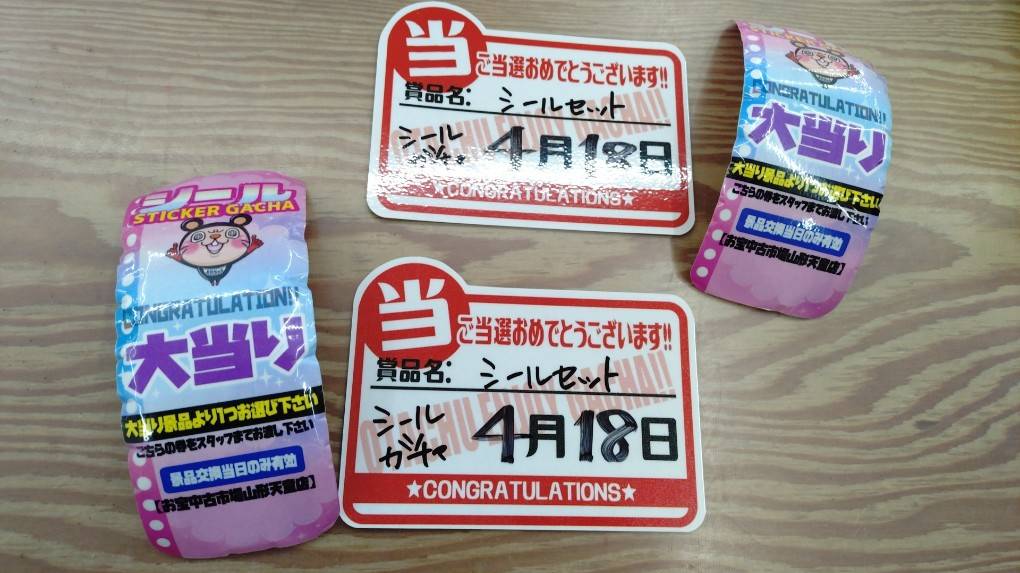 当
ご当選おめでとうございます!!
賞品名: シールセット
シール
ガチャ
4月18日
★CONGRATULATIONS★
STICKER GACHA
CONGRATULATION!!
大当り
大当り景品より1つお選び下さい
こちらの券をスタッフまでお渡し下さい
景品交換当日のみ有効
【お宝中古市場山形天童店】
シール
STICKER GACHA
CONGRATULATION!!
大当り
大当り景品より1つお選び下さい
こちらの券をスタッフまでお渡し下さい
景品交換当日のみ有効
【お宝中古市場山形天童店】
当
ご当選おめでとうございます!!
賞品名: シールセット
シール
ガチャ
4月18日
★CONGRATULATIONS★